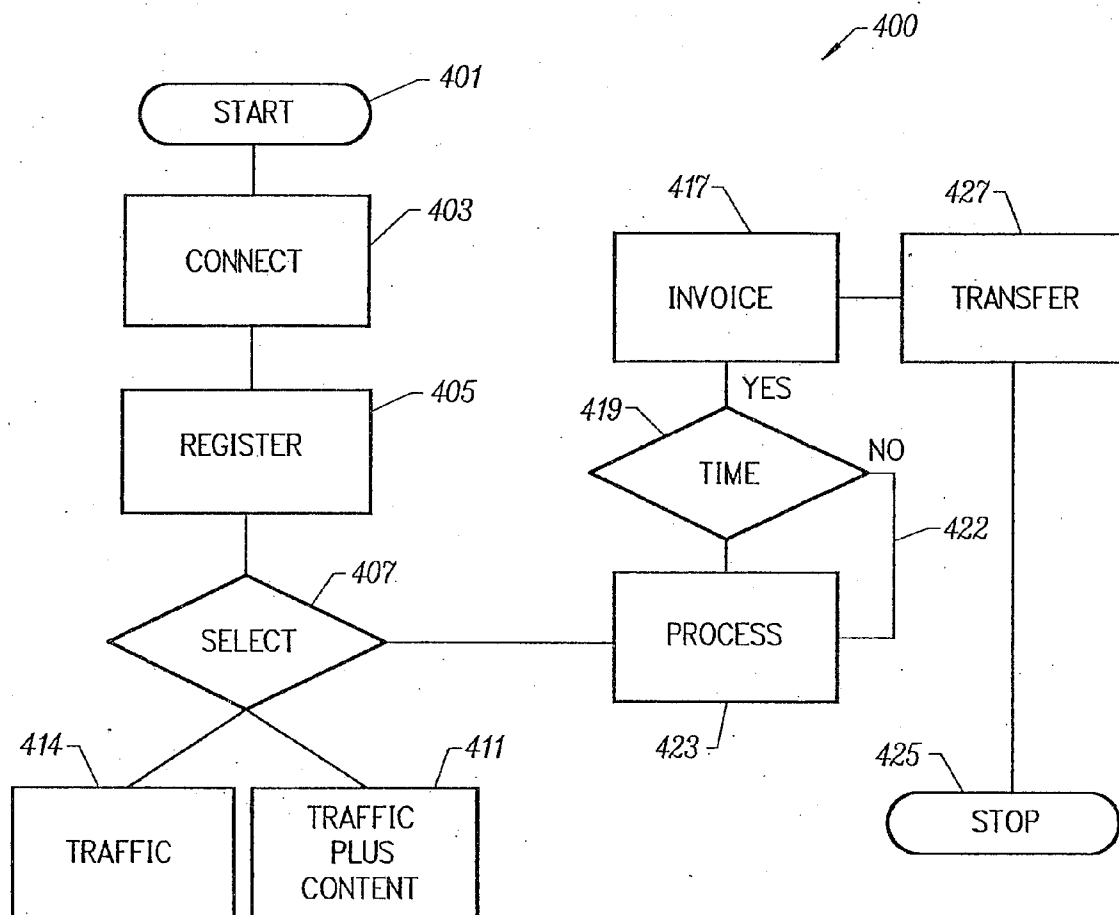 400
401
START
403
CONNECT
417
427
INVOICE
TRANSFER
405
REGISTER
YES
419
NO
TIME
422
407
SELECT
PROCESS
423
414
411
425
TRAFFIC
TRAFFIC
PLUS
CONTENT
STOP